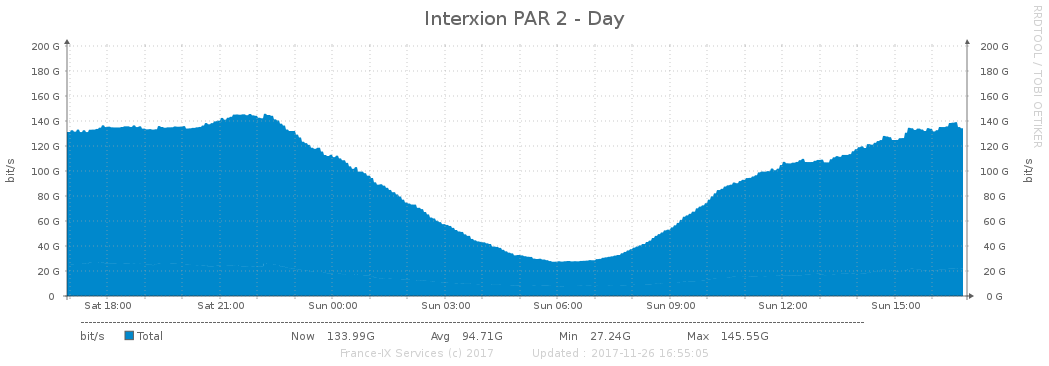 Interxion PAR 2 - Day
RRDTOOL / TOBI OETIKER
200 G 200 G
180 G 180 G
160 G 160 G
140 G 140 G
120 G 120 G
100 G 100 G
80 G 80 G
60 G 60 G
40 G 40 G
20 G 20 G
0 0 G
bit/s bit/s
Sat 18:00 Sat 21:00 Sun 00:00 Sun 03:00 Sun 06:00 Sun 09:00 Sun 12:00 Sun 15:00
bit/s Total Now 133.99G Avg 94.71G Min 27.24G Max 145.55G
France-IX Services (c) 2017 Updated : 2017-11-26 16:55:05